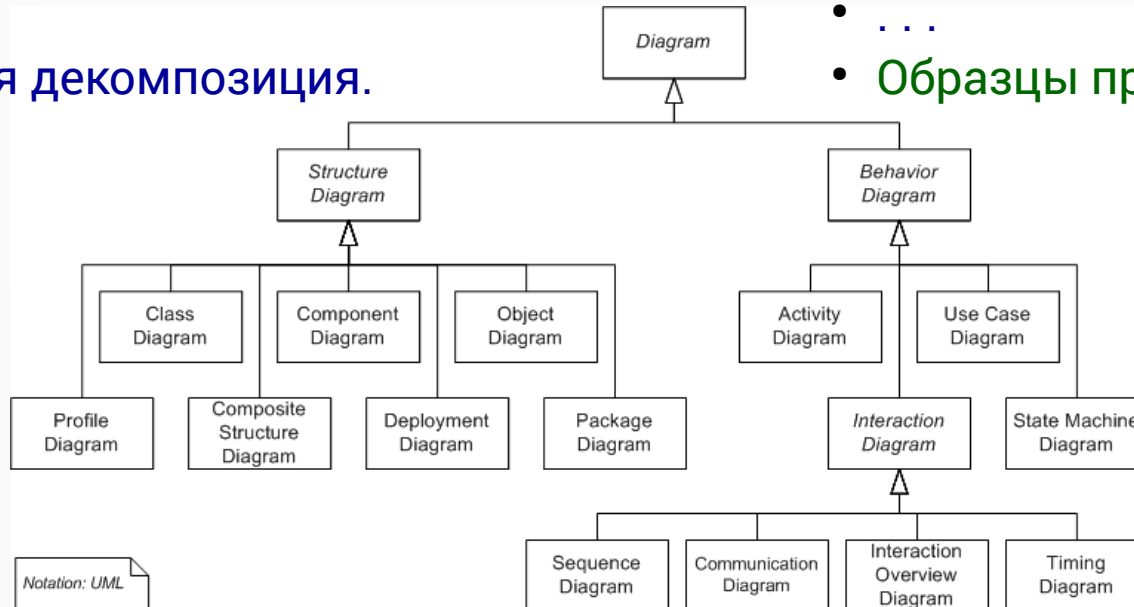 • . . .
я декомпозиция.
• Образцы пр
Diagram
Structure
Diagram
Behavior
Diagram
Class
Diagram
Component
Diagram
Object
Diagram
Activity
Diagram
Use Case
Diagram
Profile
Diagram
Composite
Structure
Diagram
Deployment
Diagram
Package
Diagram
Interaction
Diagram
State Machine
Diagram
Notation: UML
Sequence
Diagram
Communication
Diagram
Interaction
Overview
Diagram
Timing
Diagram